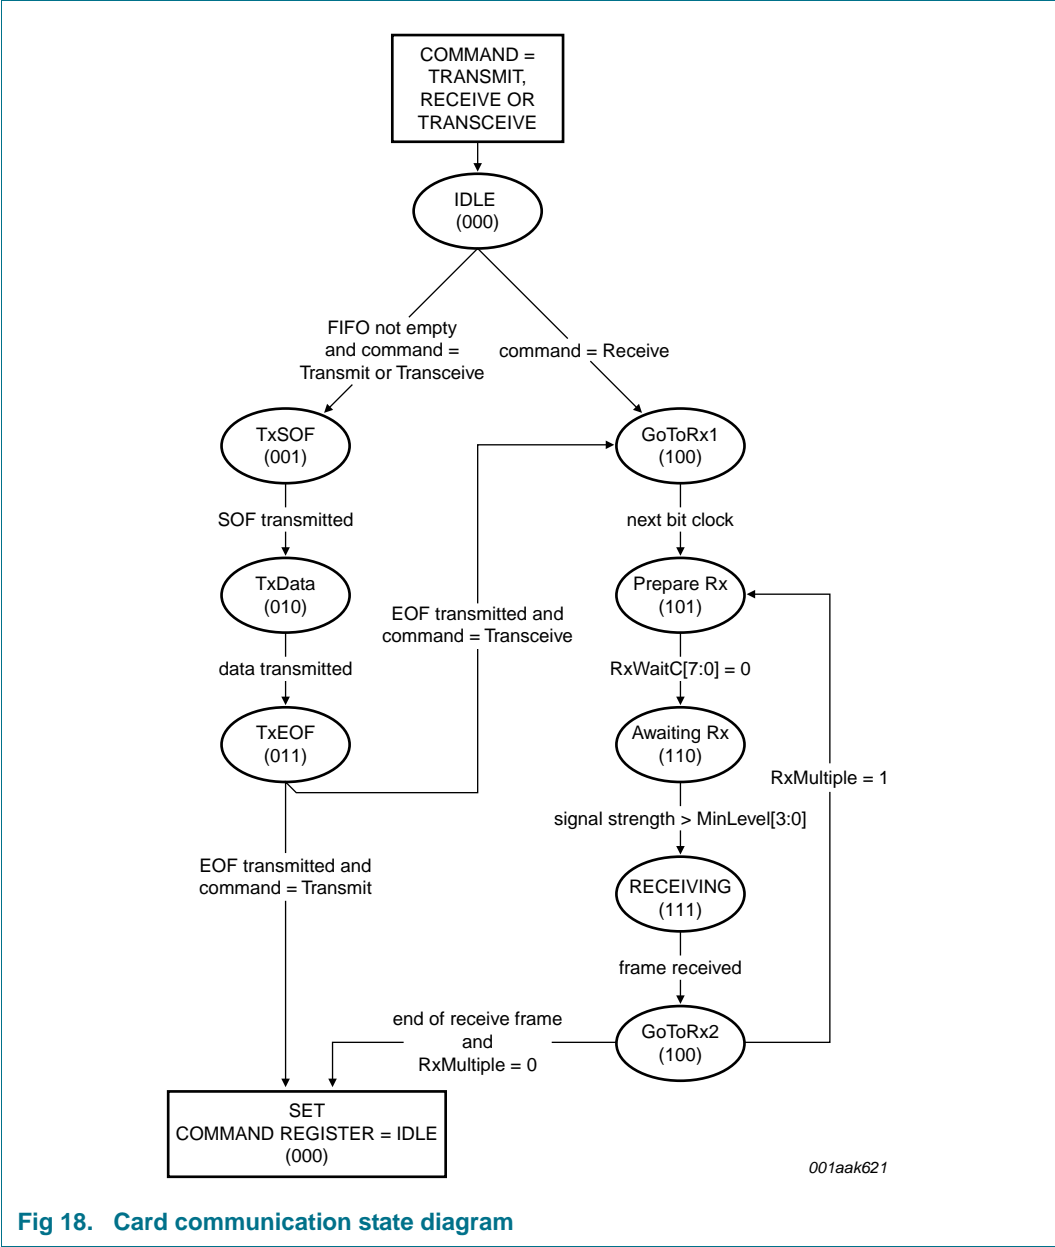 COMMAND =
TRANSMIT,
RECEIVE OR
TRANSCEIVE
IDLE
(000)
FIFO not empty
and command =
Transmit or Transceive
command = Receive
TxSOF
(001)
GoToRx1
(100)
SOF transmitted
next bit clock
TxData
(010)
Prepare Rx
(101)
EOF transmitted and
command = Transceive
data transmitted
RxWaitC[7:0] = 0
TxEOF
(011)
Awaiting Rx
(110)
RxMultiple = 1
signal strength > MinLevel[3:0]
EOF transmitted and
command = Transmit
RECEIVING
(111)
frame received
end of receive frame
and
RxMultiple = 0
GoToRx2
(100)
SET
COMMAND REGISTER = IDLE
(000)
001aak621
Fig 18. Card communication state diagram